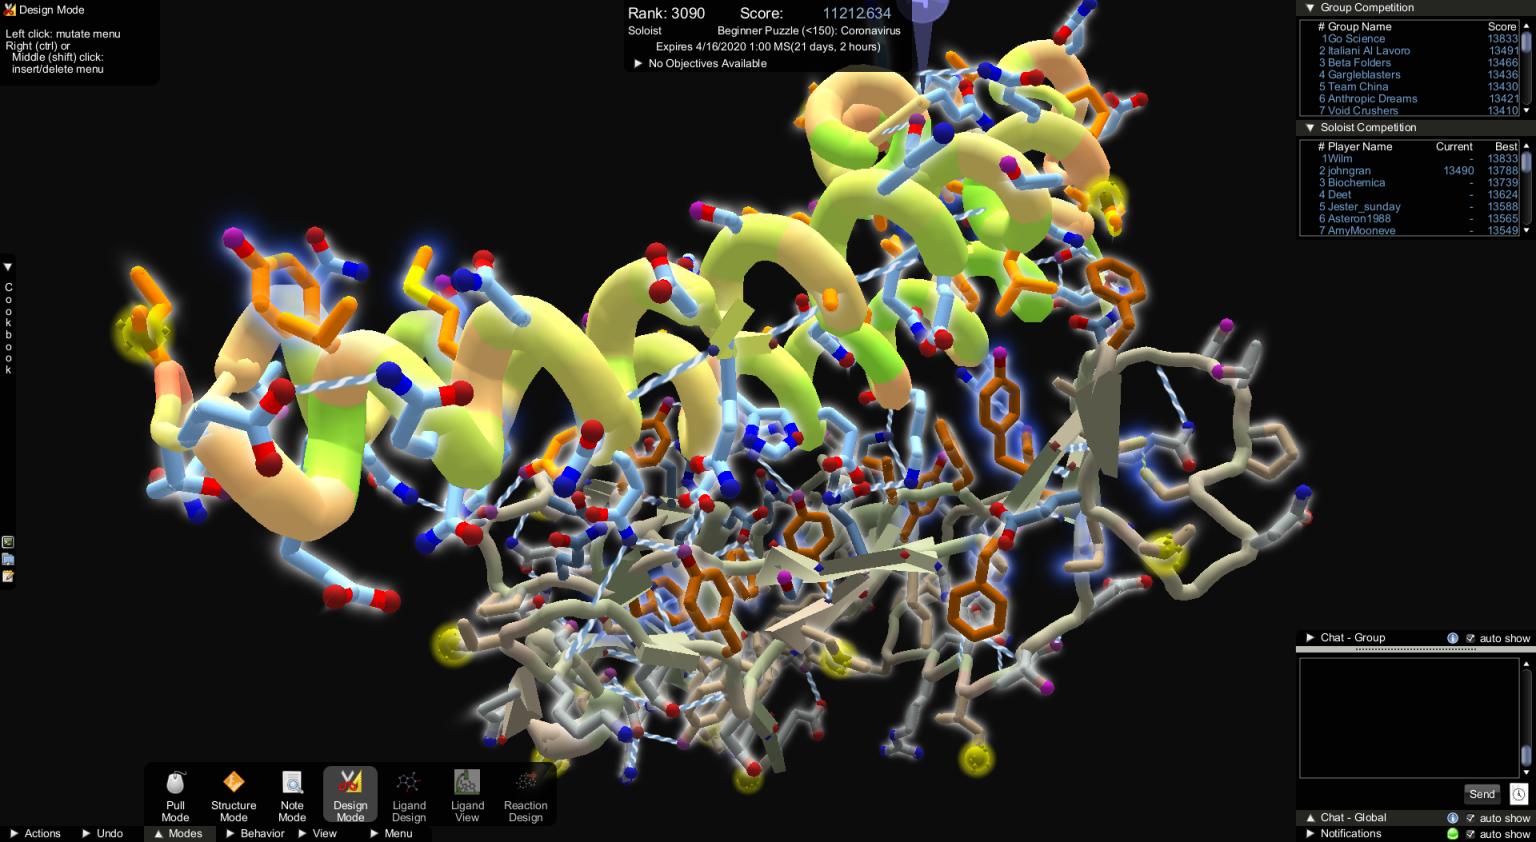 Design Mode
Left click: mutate menu
Right (ctrl) or
Middle (shift) click:
insert/delete menu
Rank: 3090 Score: 11212.634
Soloist Beginner Puzzle (<150): Coronavirus
Expires 4/16/2020 1:00 MS(21 days, 2 hours)
No Objectives Available
Group Competition
# Group Name Score
1 Go Science 13833
2 Italiani Al Lavoro 13491
3 Beta Folders 13466
4 Gargleblasters 13436
5 Team China 13430
6 Anthropic Dreams 13421
7 Void Crushers 13410
Soloist Competition
# Player Name Current Best
1 Wilm - 13833
2 johngran 13490 13788
3 Biochemica - 13739
4 Deet - 13624
5 Jester_sunday - 13588
6 Asteron1988 - 13565
7 AmyMooneve - 13549
Cookbook
Chat - Group auto show
Send
Chat - Global auto show
Notifications auto show
Pull Mode
Structure Mode
Note Mode
Design Mode
Ligand Design
Ligand View
Reaction Design
Actions Undo Modes Behavior View Menu